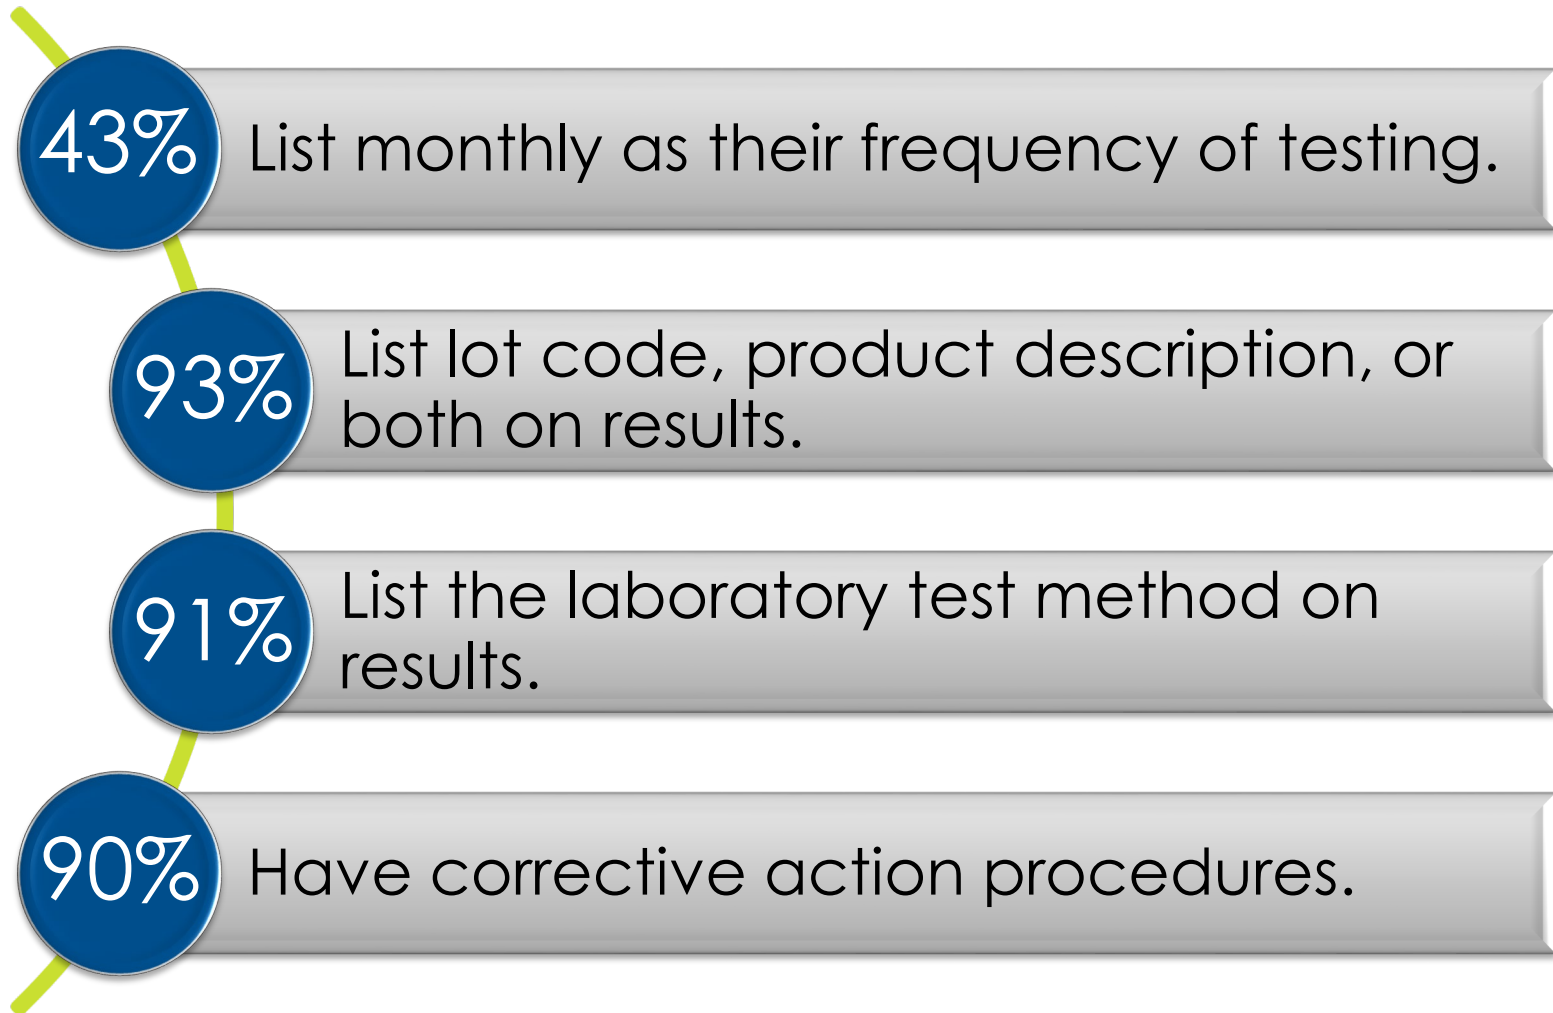 43%
List monthly as their frequency of testing.
93%
List lot code, product description, or
both on results.
91%
List the laboratory test method on
results.
90%
Have corrective action procedures.